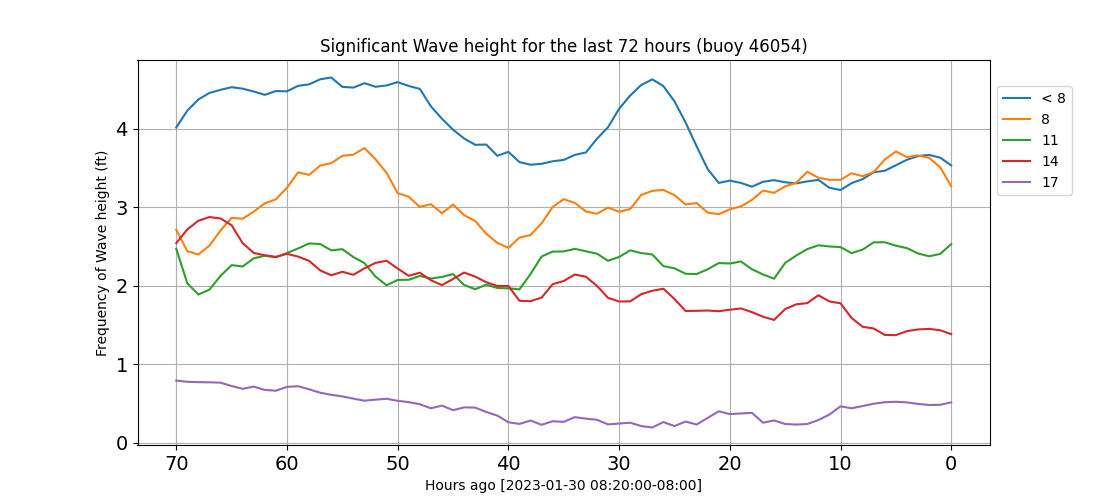 Significant Wave height for the last 72 hours (buoy 46054)
Frequency of Wave height (ft)
4
3
2
1
0
70 60 50 40 30 20 10 0
Hours ago [2023-01-30 08:20:00-08:00]
< 8
8
11
14
17